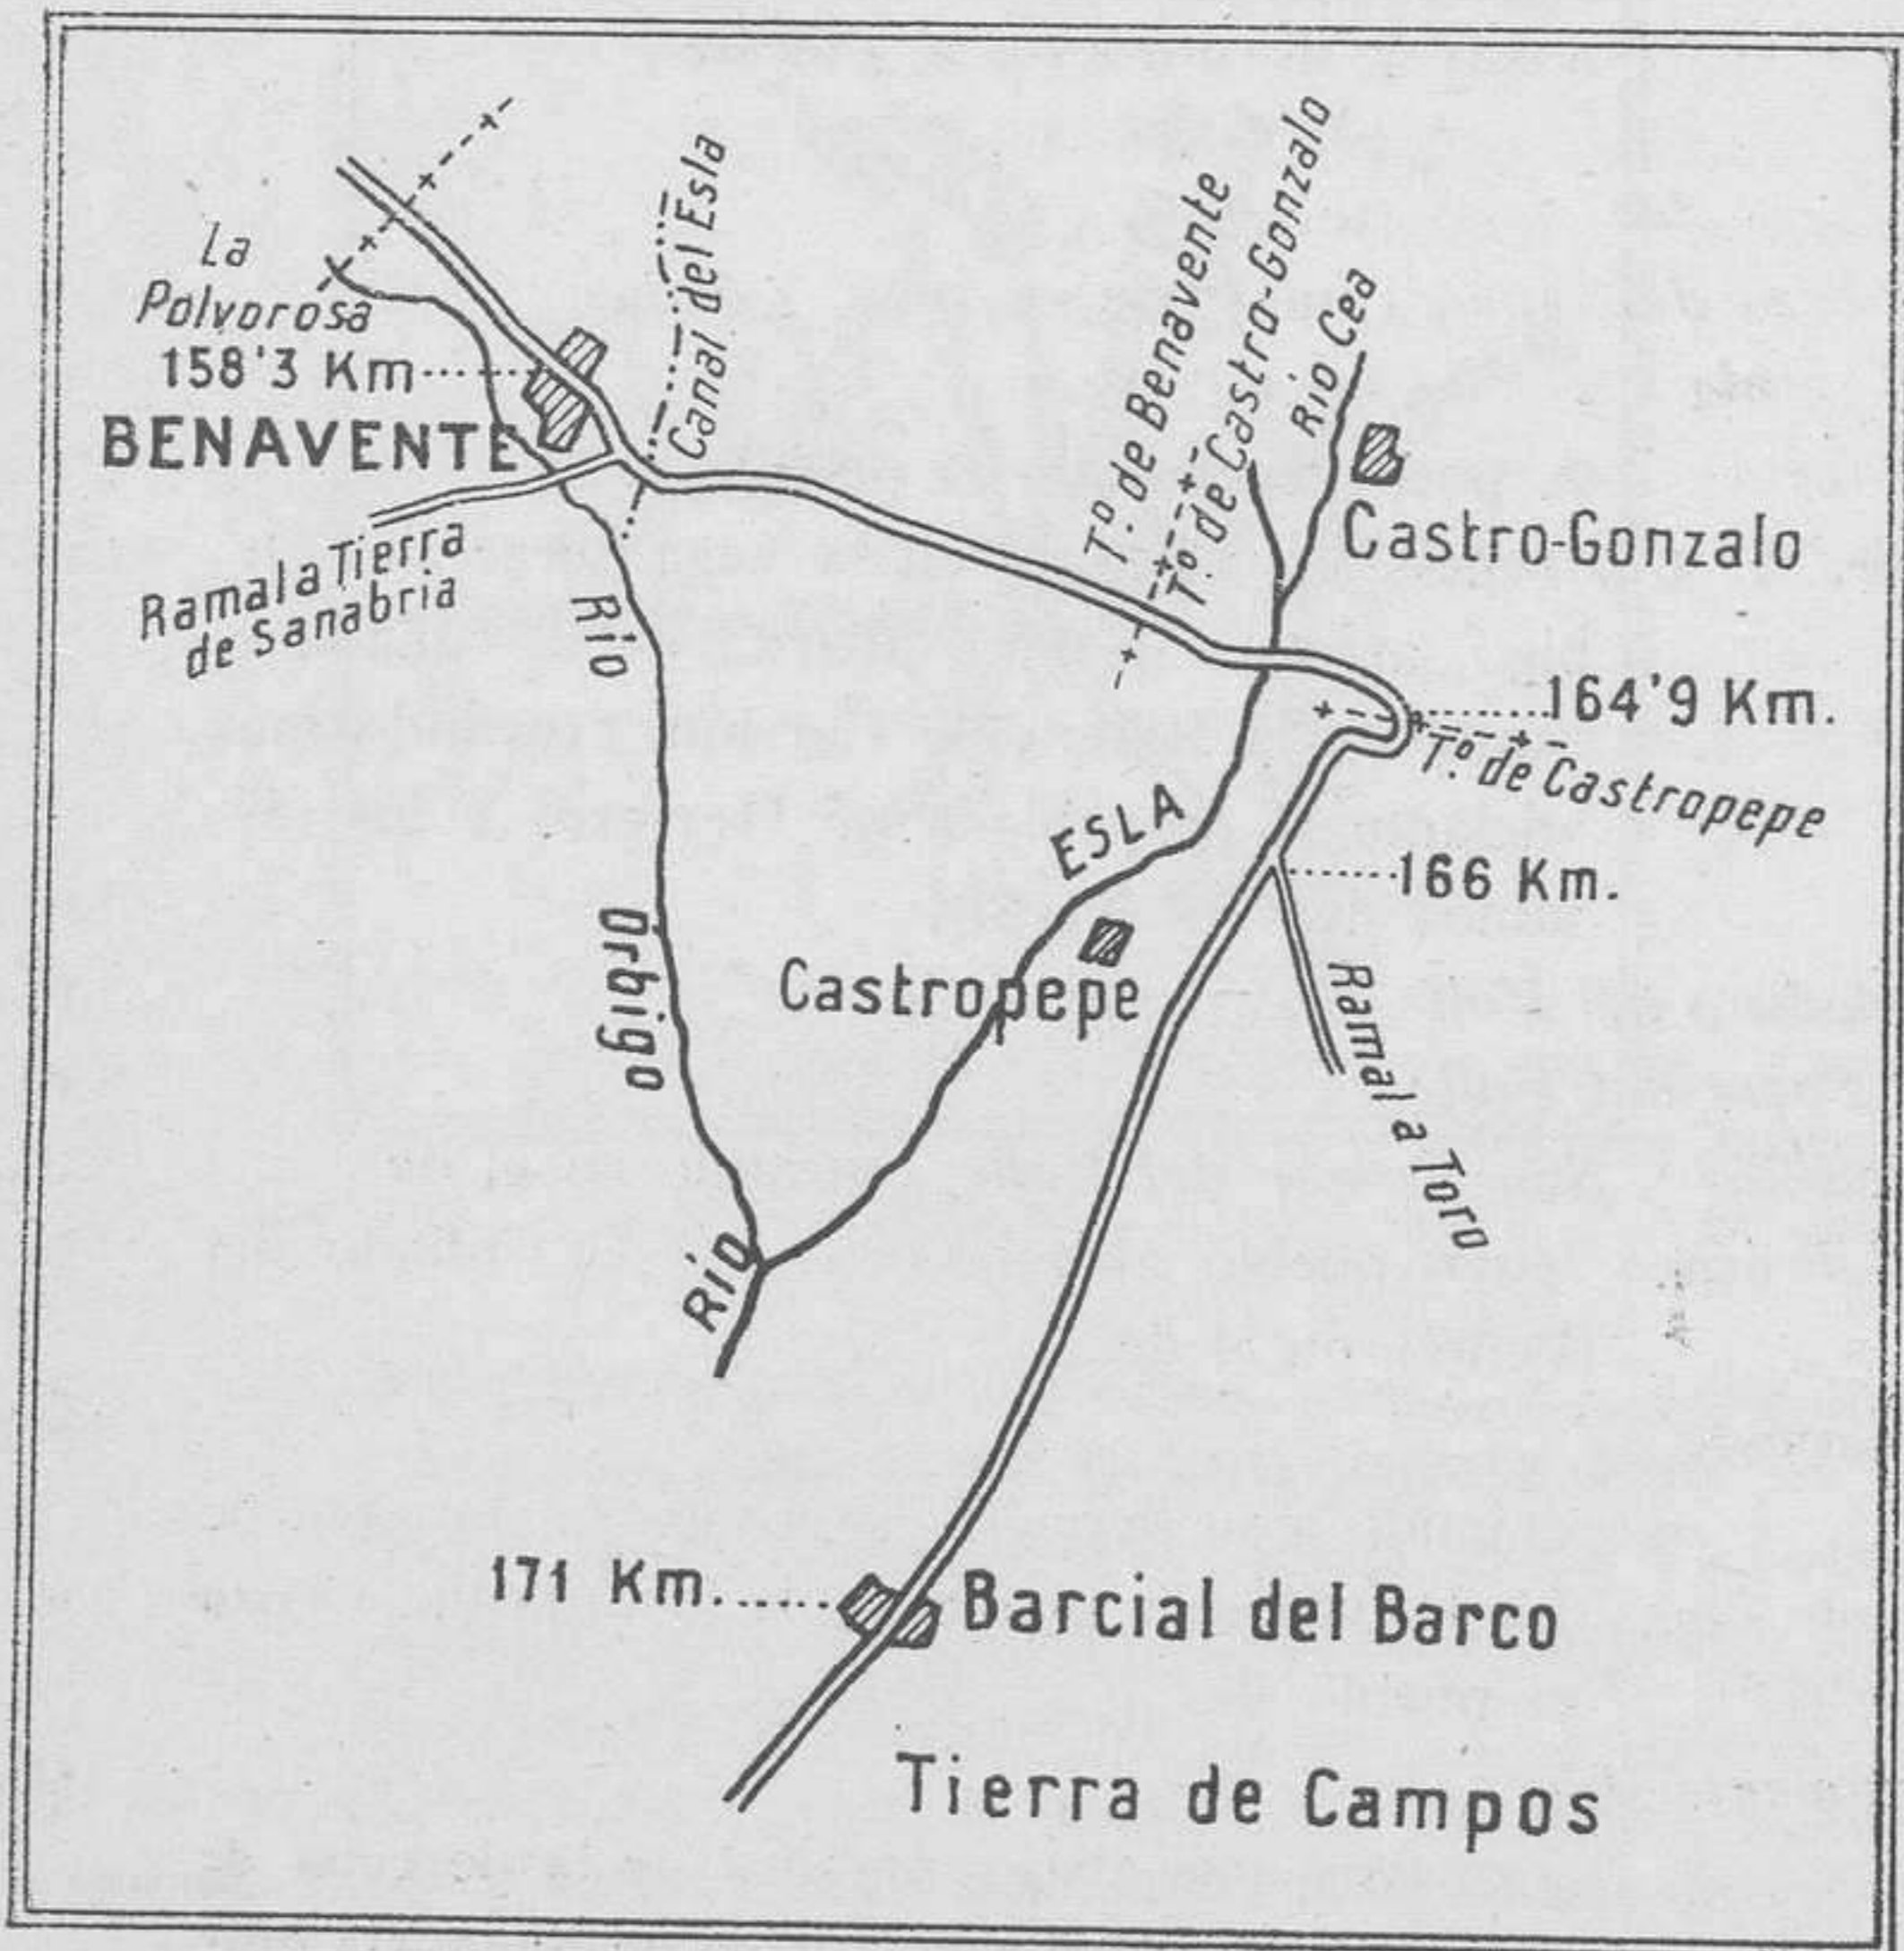 La
Polvorosa
158'3 Km
BENAVENTE
Canal del Esla
Ramal a Tierra
de Sanabria
Tº. de Benavente
Tº. de Castro-Gonzalo
Río Cea
Castro-Gonzalo
164'9 Km.
Tº. de Castropepe
166 Km.
Ramal a Toro
Río
Órbigo
ESLA
Castropepe
RÍO
171 Km.
Barcial del Barco
Tierra de Campos